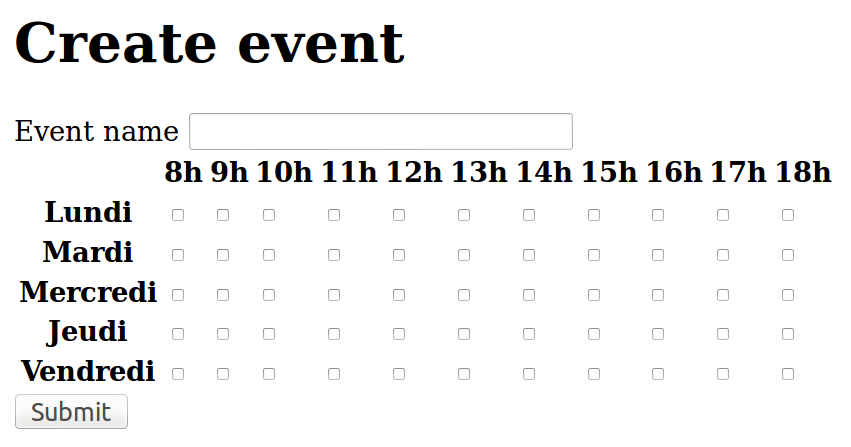 Create event
Event name
8h 9h 10h 11h 12h 13h 14h 15h 16h 17h 18h
Lundi
Mardi
Mercredi
Jeudi
Vendredi
Submit